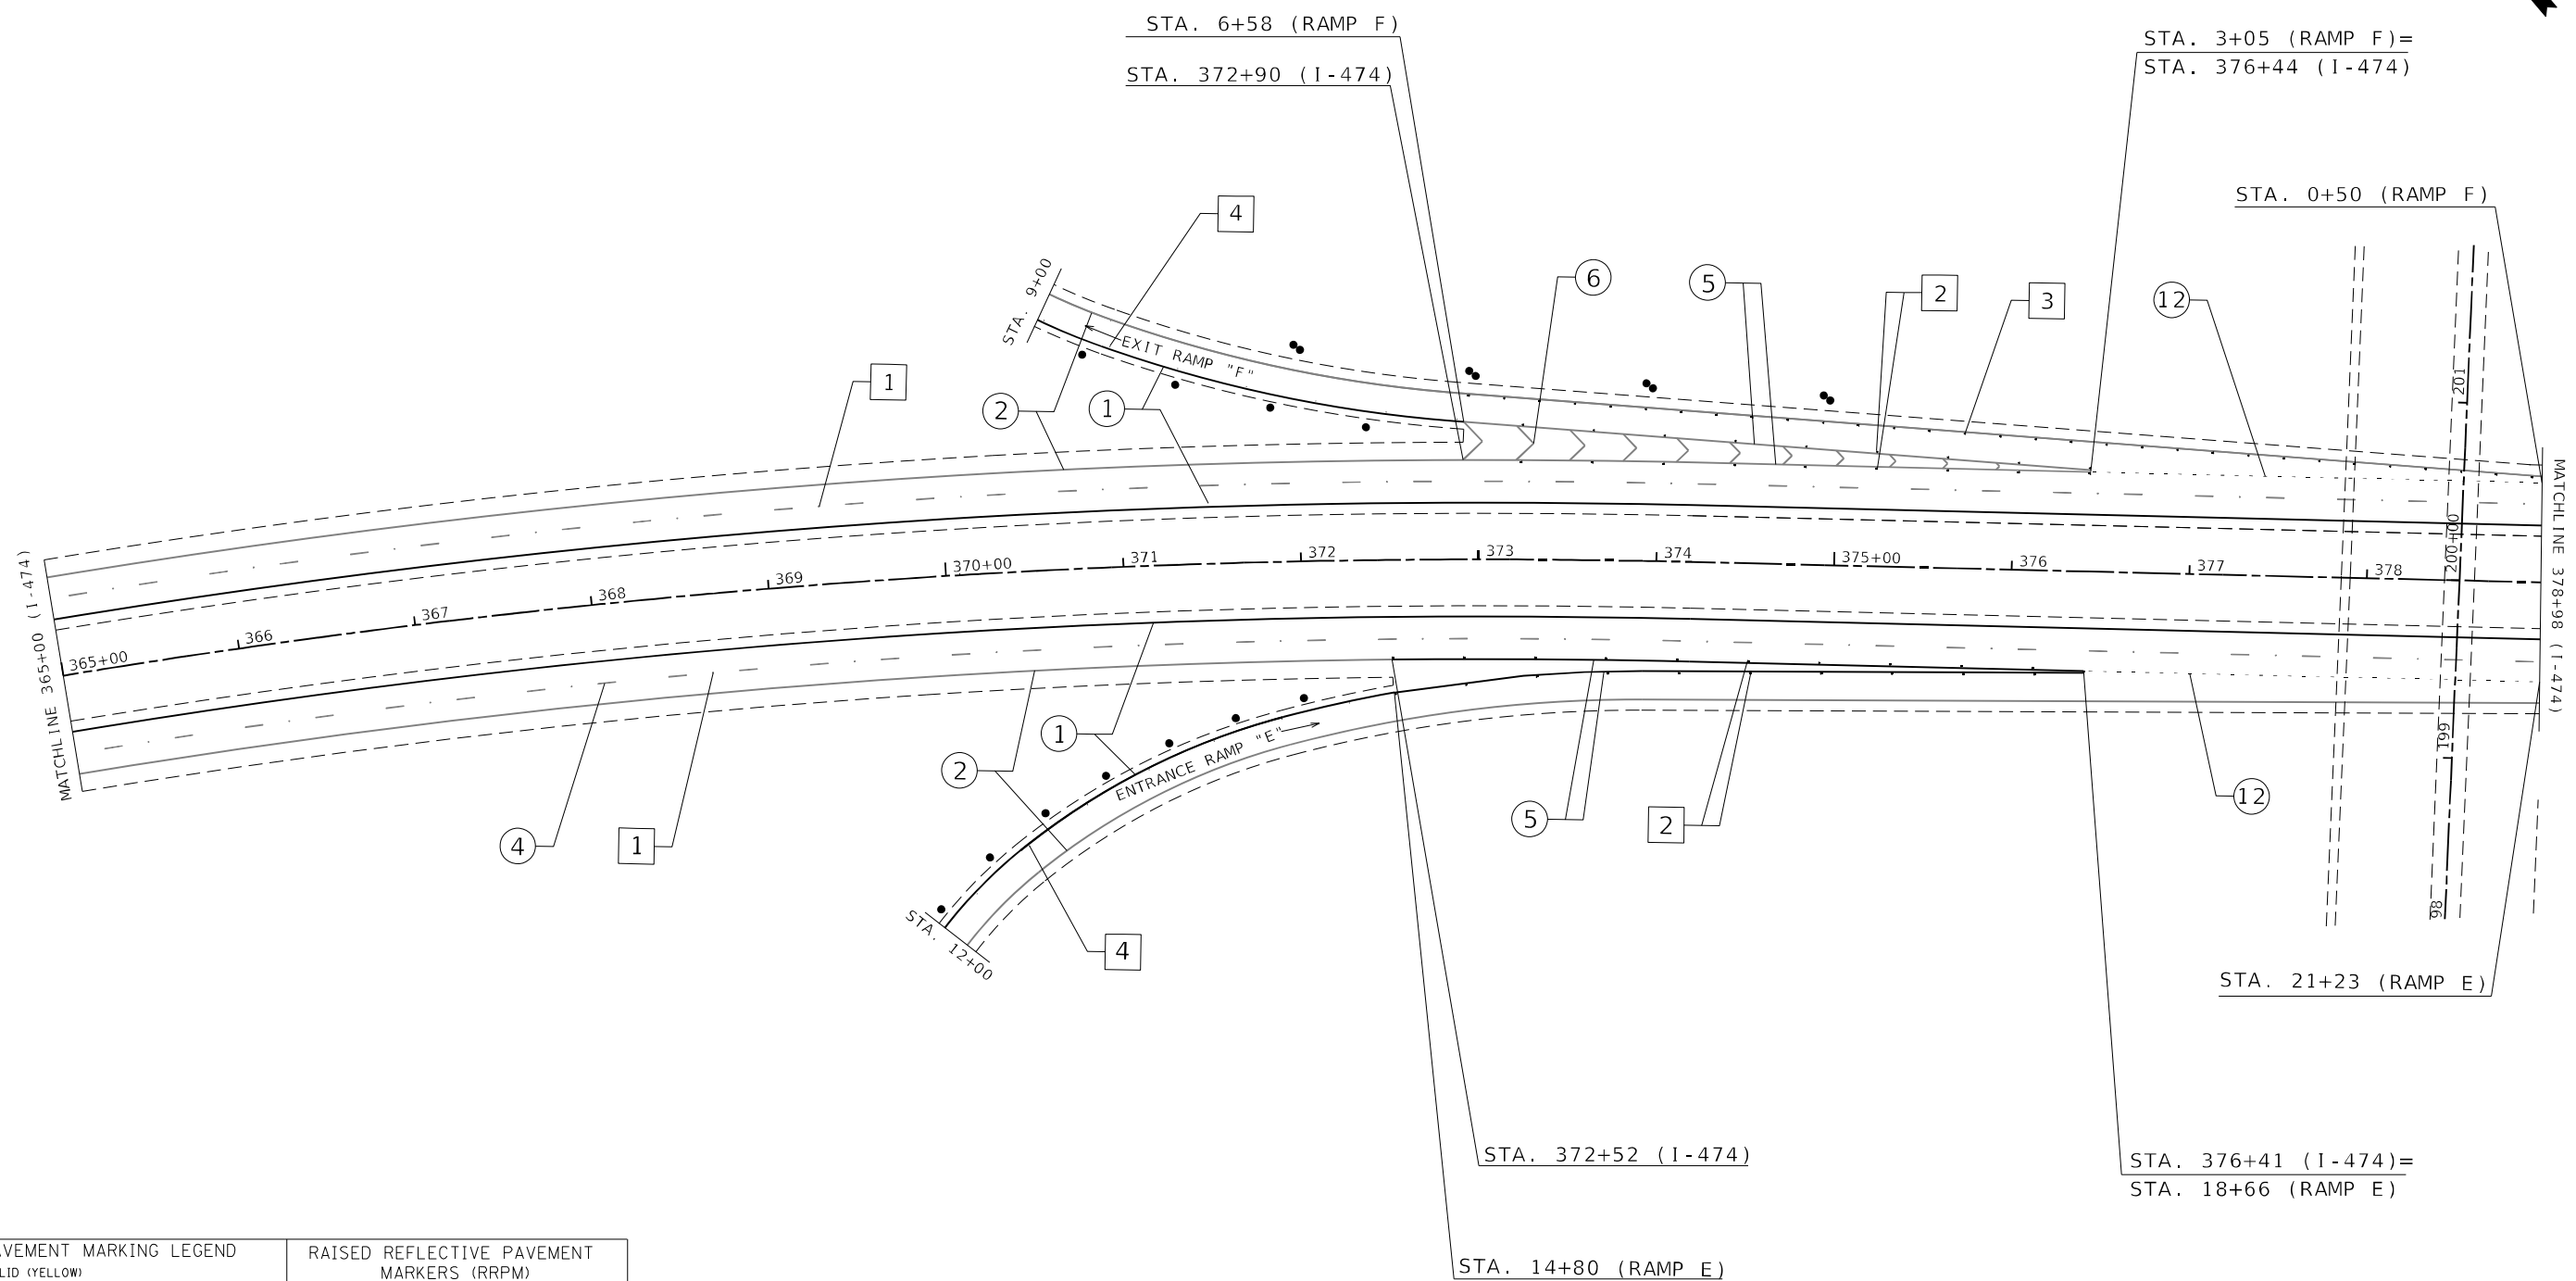 STA. 6+58 (RAMP F)
STA. 372+90 (I-474)
STA. 3+05 (RAMP F)=
STA. 376+44 (I-474)
STA. 0+50 (RAMP F)
4
6
5
2
3
12
STA. 9+00
EXIT RAMP "F"
1
2
1
201
200+00
199
98
MATCHLINE 378+98 (I-474)
MATCHLINE 365+00 (I-474)
365+00
366
367
368
369
370+00
371
372
373
374
375+00
376
377
378
1
2
ENTRANCE RAMP "E"
4
1
5
2
12
STA. 12+00
4
STA. 21+23 (RAMP E)
STA. 372+52 (I-474)
STA. 376+41 (I-474)=
STA. 18+66 (RAMP E)
STA. 14+80 (RAMP E)
AVEMENT MARKING LEGEND
LID (YELLOW)
RAISED REFLECTIVE PAVEMENT
MARKERS (RRPM)